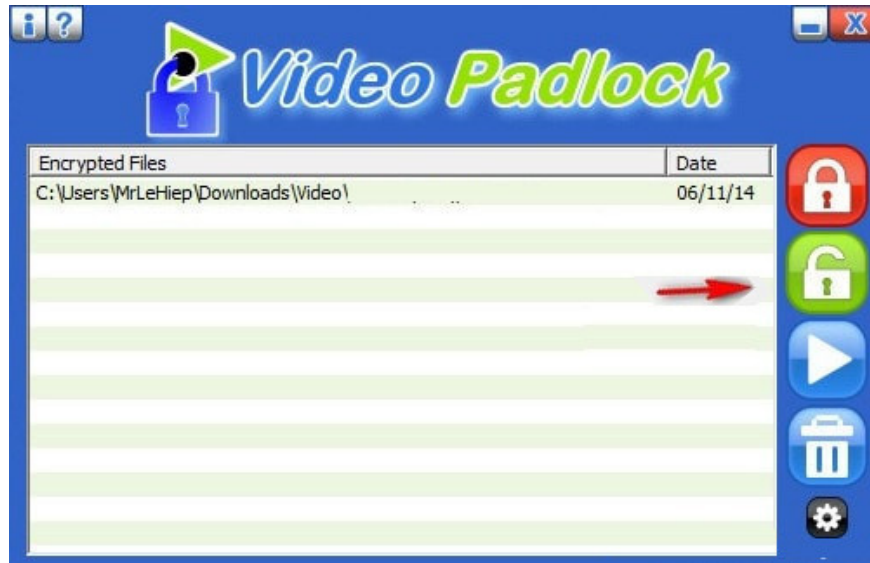 i ?
X
Video Padlock
Encrypted Files Date
C:\Users\MrLeHiep\Downloads\Video\ 06/11/14